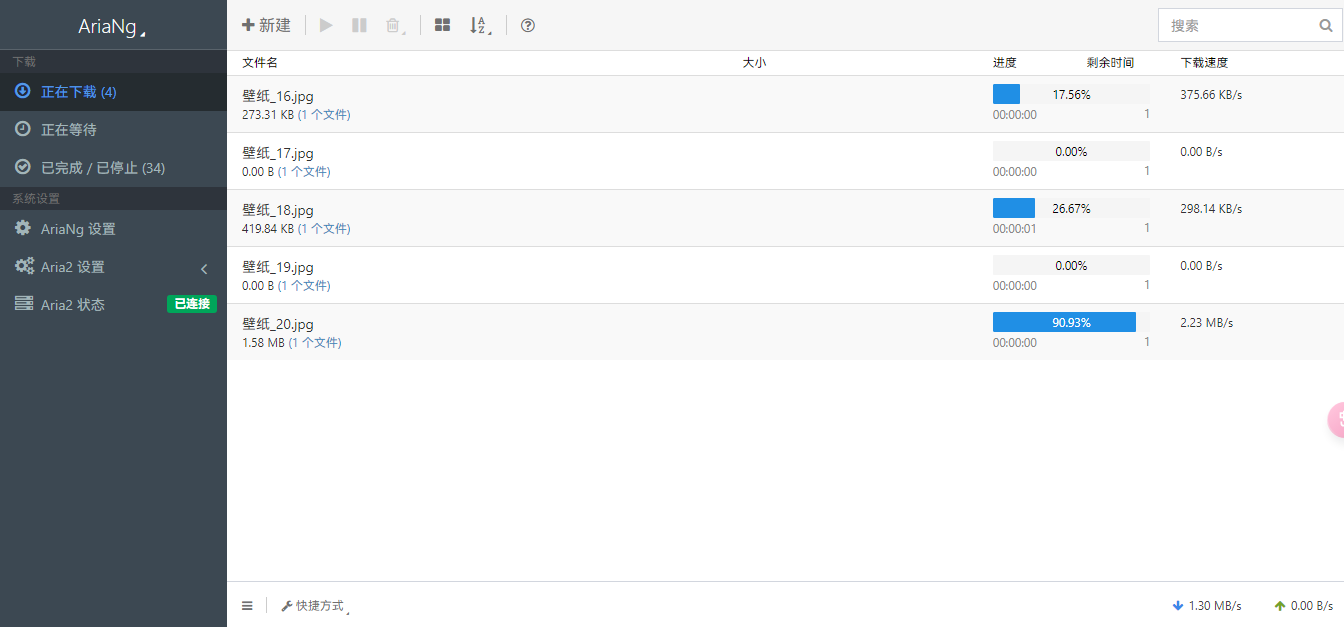 AriaNg
下载
正在下载 (4)
正在等待
已完成 / 已停止 (34)
系统设置
AriaNg 设置
Aria2 设置
Aria2 状态 已连接
新建 搜索
文件名 大小 进度 剩余时间 下载速度
壁纸_16.jpg 17.56% 375.66 KB/s
273.31 KB (1 个文件) 00:00:00 1
壁纸_17.jpg 0.00% 0.00 B/s
0.00 B (1 个文件) 00:00:00 1
壁纸_18.jpg 26.67% 298.14 KB/s
419.84 KB (1 个文件) 00:00:01 1
壁纸_19.jpg 0.00% 0.00 B/s
0.00 B (1 个文件) 00:00:00 1
壁纸_20.jpg 90.93% 2.23 MB/s
1.58 MB (1 个文件) 00:00:00 1
快捷方式 1.30 MB/s 0.00 B/s